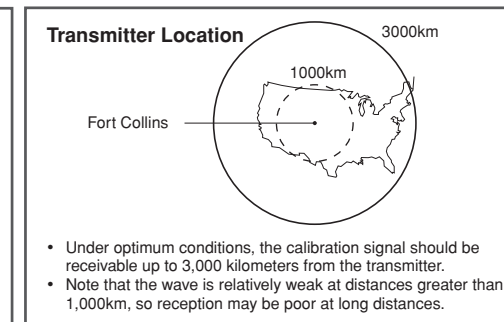 Transmitter Location
3000km
1000km
Fort Collins
• Under optimum conditions, the calibration signal should be
receivable up to 3,000 kilometers from the transmitter.
• Note that the wave is relatively weak at distances greater than
1,000km, so reception may be poor at long distances.